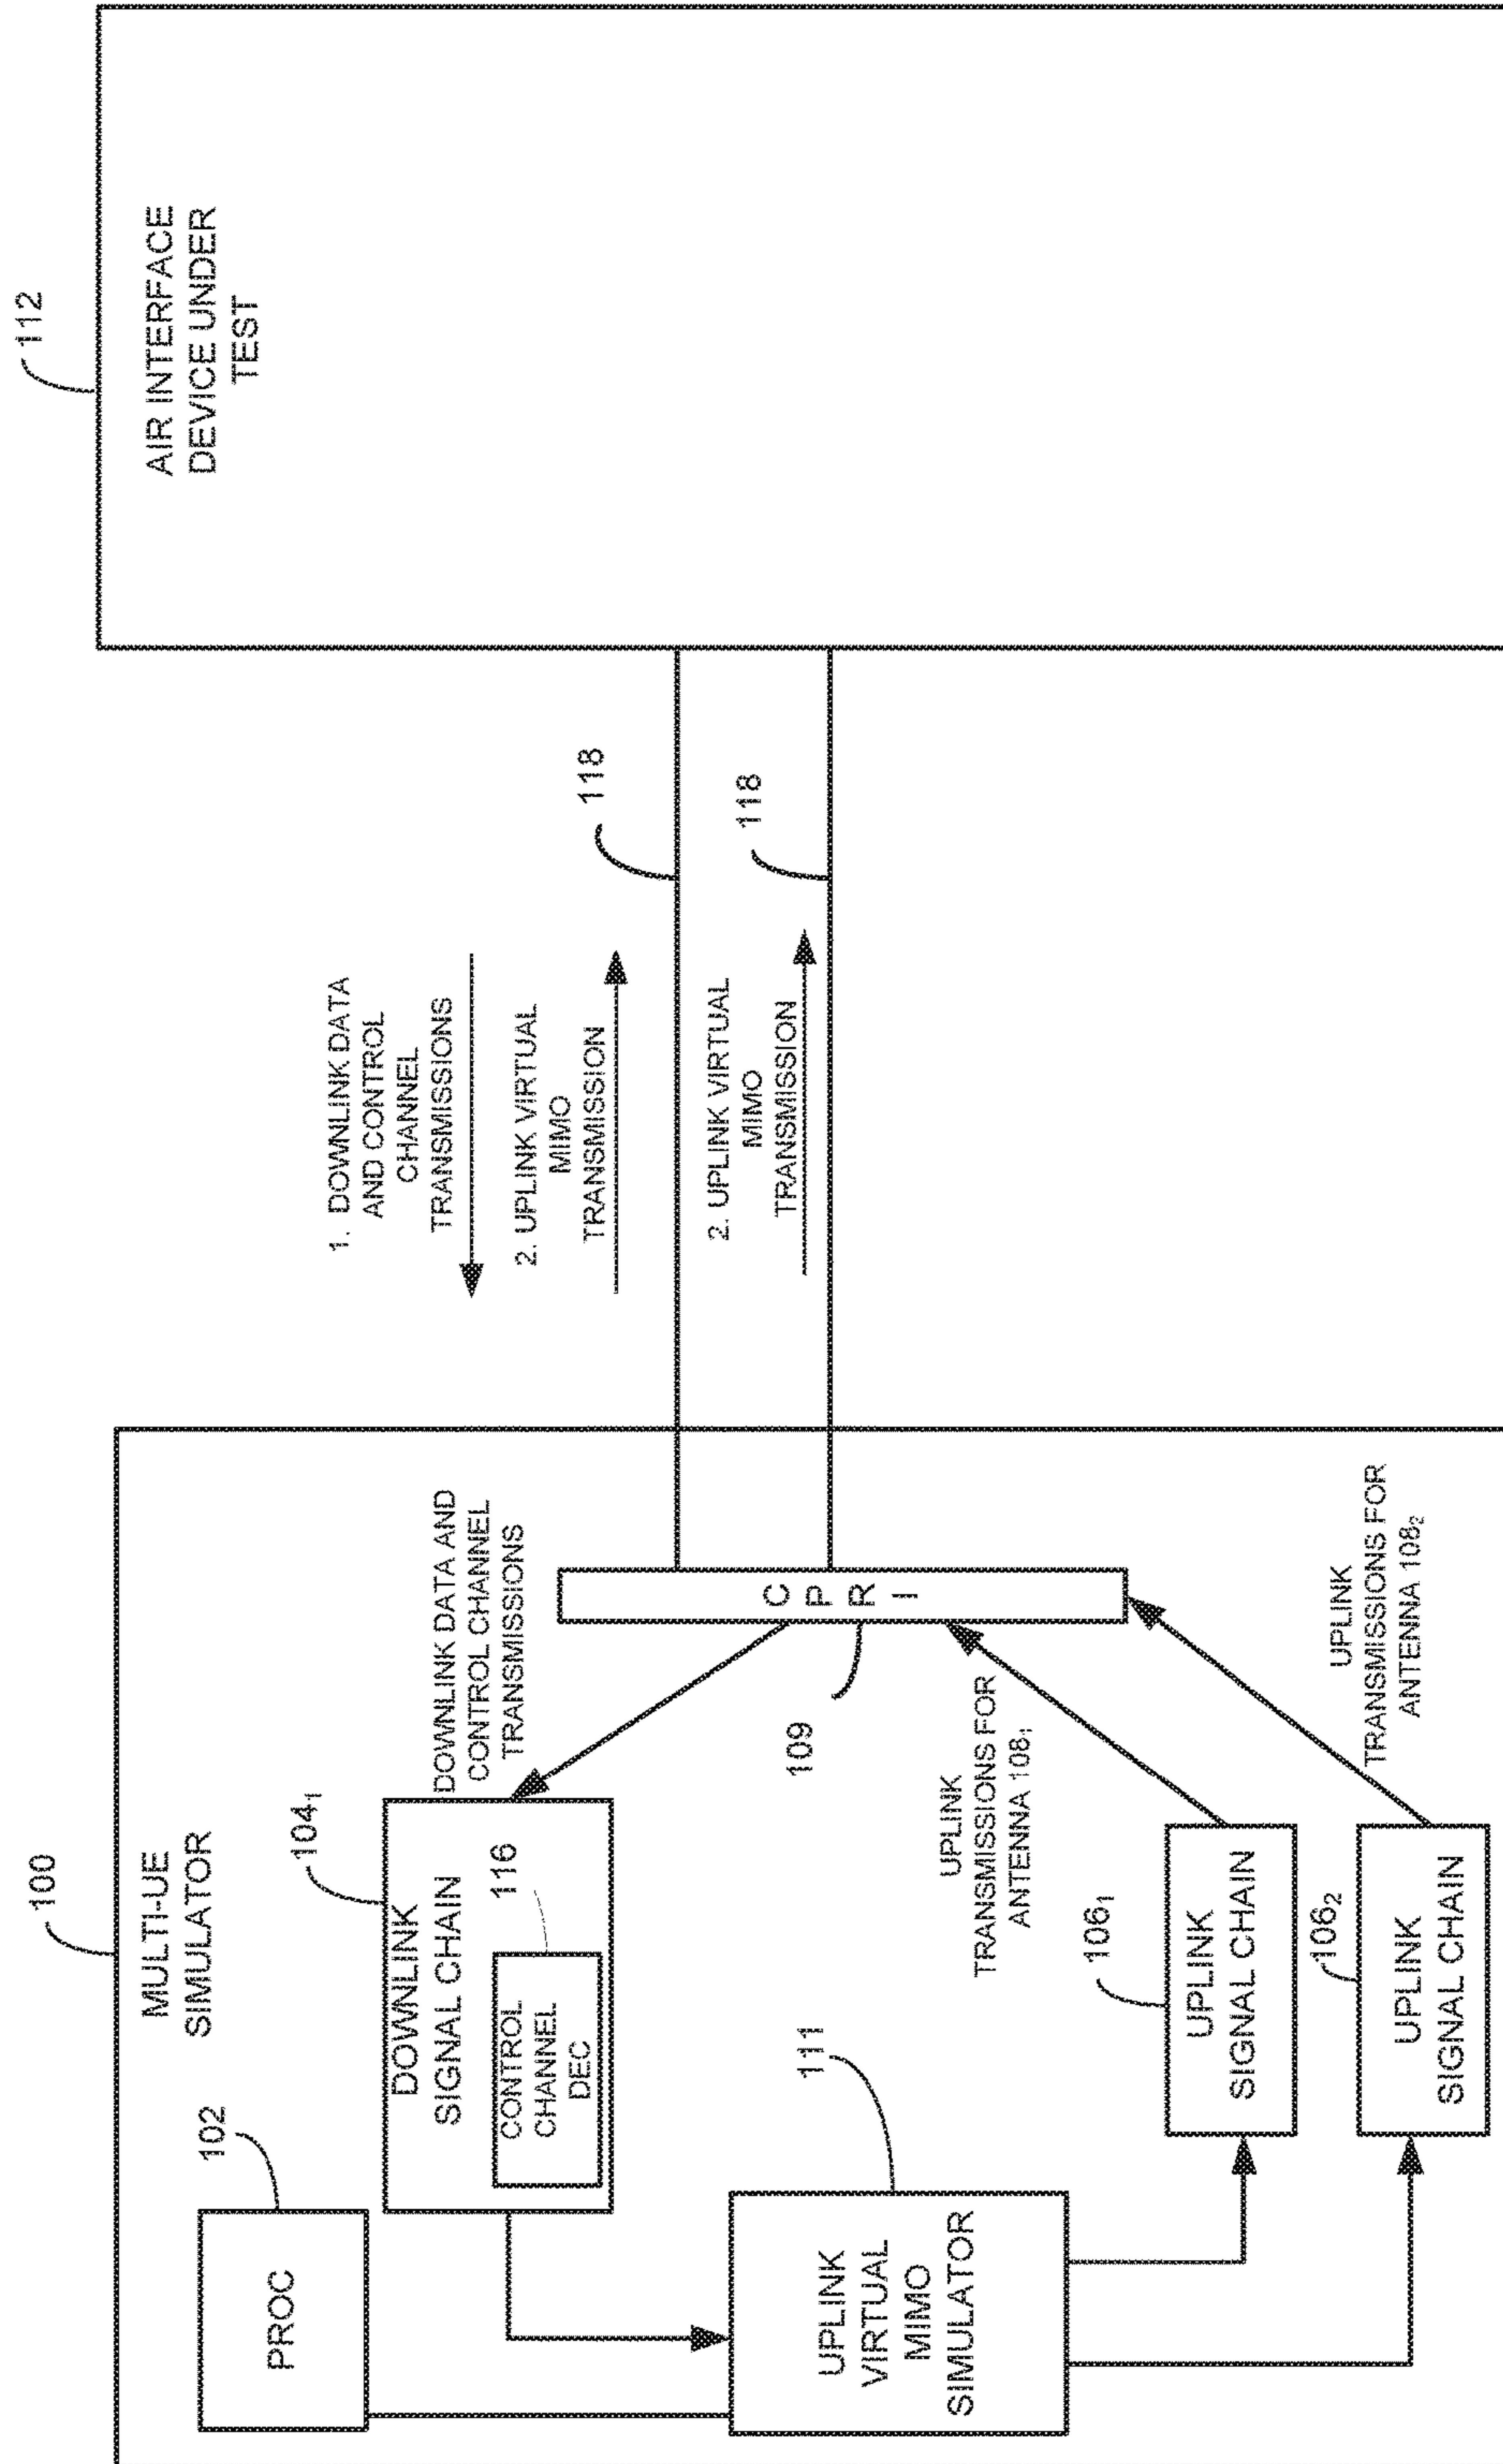 100
MULTI-UE
SIMULATOR
102
PROC
104₁
DOWNLINK
SIGNAL CHAIN
116
CONTROL
CHANNEL
DEC
DOWNLINK DATA AND
CONTROL CHANNEL
TRANSMISSIONS
111
UPLINK
VIRTUAL
MIMO
SIMULATOR
109
C P R I
UPLINK
TRANSMISSIONS FOR
ANTENNA 108₁
106₁
UPLINK
SIGNAL CHAIN
106₂
UPLINK
SIGNAL CHAIN
UPLINK
TRANSMISSIONS FOR
ANTENNA 108₂
1. DOWNLINK DATA
AND CONTROL
CHANNEL
TRANSMISSIONS
2. UPLINK VIRTUAL
MIMO
TRANSMISSION
118
2. UPLINK VIRTUAL
MIMO
TRANSMISSION
118
112
AIR INTERFACE
DEVICE UNDER
TEST